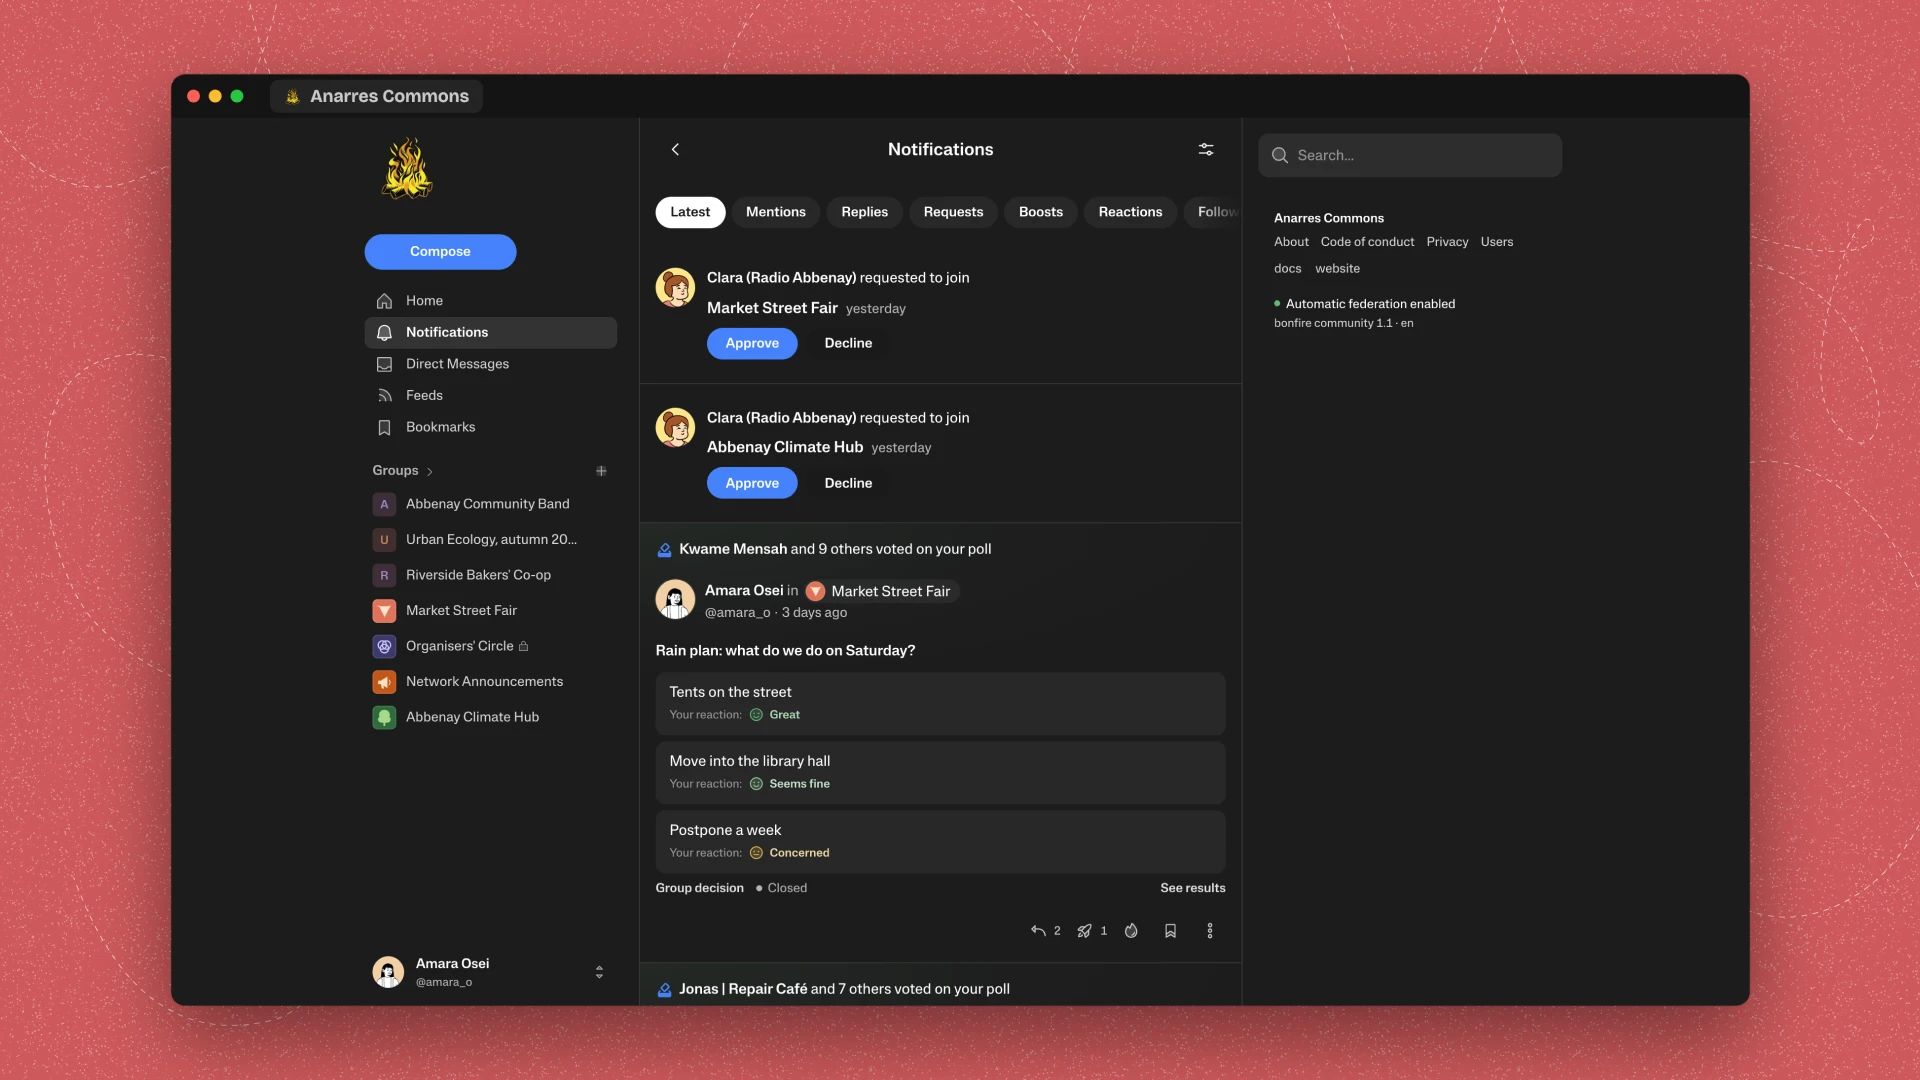 Anarres Commons
Compose
Home
Notifications
Direct Messages
Feeds
Bookmarks
Groups
A Abbenay Community Band
U Urban Ecology, autumn 20...
R Riverside Bakers' Co-op
Market Street Fair
Organisers' Circle
Network Announcements
Abbenay Climate Hub
Amara Osei
@amara_o
Notifications
Latest Mentions Replies Requests Boosts Reactions Follow
Clara (Radio Abbenay) requested to join
Market Street Fair yesterday
Approve Decline
Clara (Radio Abbenay) requested to join
Abbenay Climate Hub yesterday
Approve Decline
Kwame Mensah and 9 others voted on your poll
Amara Osei in Market Street Fair
@amara_o · 3 days ago
Rain plan: what do we do on Saturday?
Tents on the street
Your reaction: Great
Move into the library hall
Your reaction: Seems fine
Postpone a week
Your reaction: Concerned
Group decision • Closed See results
2 1
Jonas | Repair Café and 7 others voted on your poll
Search...
Anarres Commons
About Code of conduct Privacy Users
docs website
Automatic federation enabled
bonfire community 1.1 · en